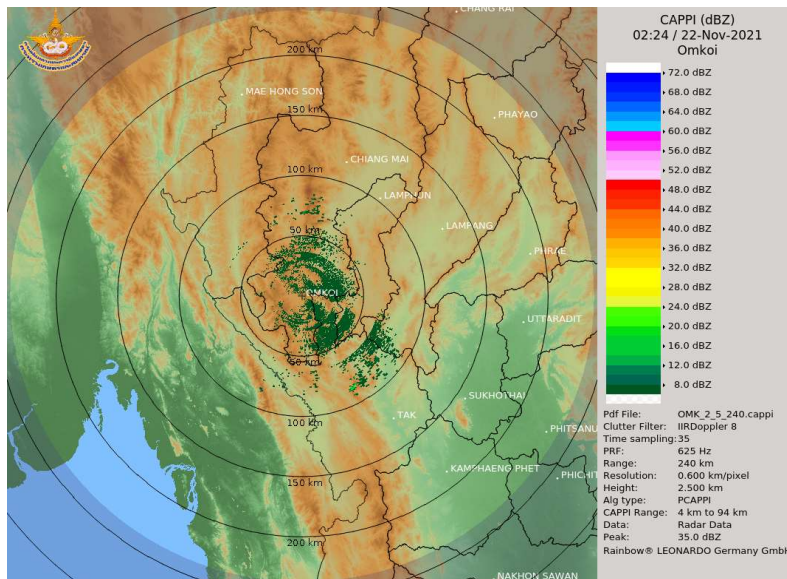 CHANG RAI
200 km
MAE HONG SON
150 km
PHAYAO
CHIANG MAI
100 km
LAMPHUN
LAMPANG
50 km
PHRAE
OMKOI
UTTARADIT
50 km
SUKHOTHAI
100 km
TAK
PHITSANU
KAMPHAENG PHET
PHICHIT
150 km
200 km
NAKHON SAWAN
CAPPI (dBZ)
02:24 / 22-Nov-2021
Omkoi
72.0 dBZ
68.0 dBZ
64.0 dBZ
60.0 dBZ
56.0 dBZ
52.0 dBZ
48.0 dBZ
44.0 dBZ
40.0 dBZ
36.0 dBZ
32.0 dBZ
28.0 dBZ
24.0 dBZ
20.0 dBZ
16.0 dBZ
12.0 dBZ
8.0 dBZ
Pdf File: OMK_2_5_240.cappi
Clutter Filter: IIRDoppler 8
Time sampling:35
PRF: 625 Hz
Range: 240 km
Resolution: 0.600 km/pixel
Height: 2.500 km
Alg type: PCAPPI
CAPPI Range: 4 km to 94 km
Data: Radar Data
Peak: 35.0 dBZ
Rainbow® LEONARDO Germany GmbH